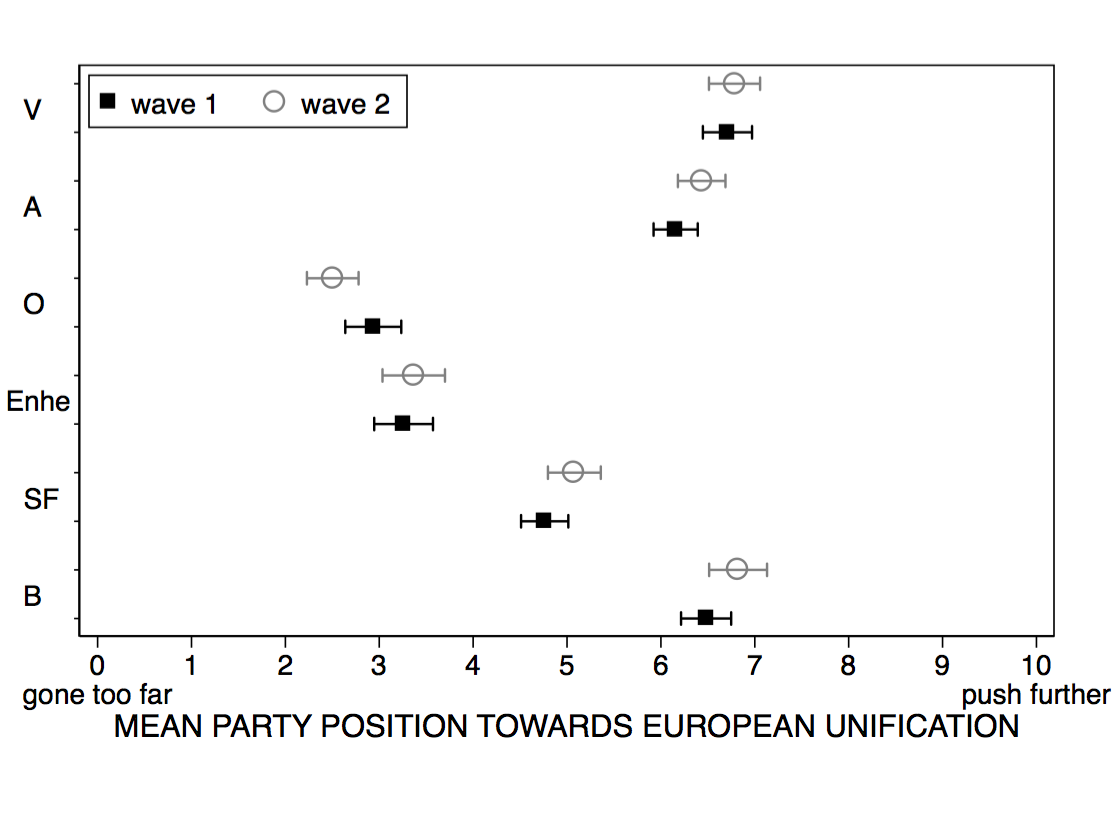 wave 1 wave 2
V
A
O
Enhe
SF
B
0 1 2 3 4 5 6 7 8 9 10
gone too far push further
MEAN PARTY POSITION TOWARDS EUROPEAN UNIFICATION